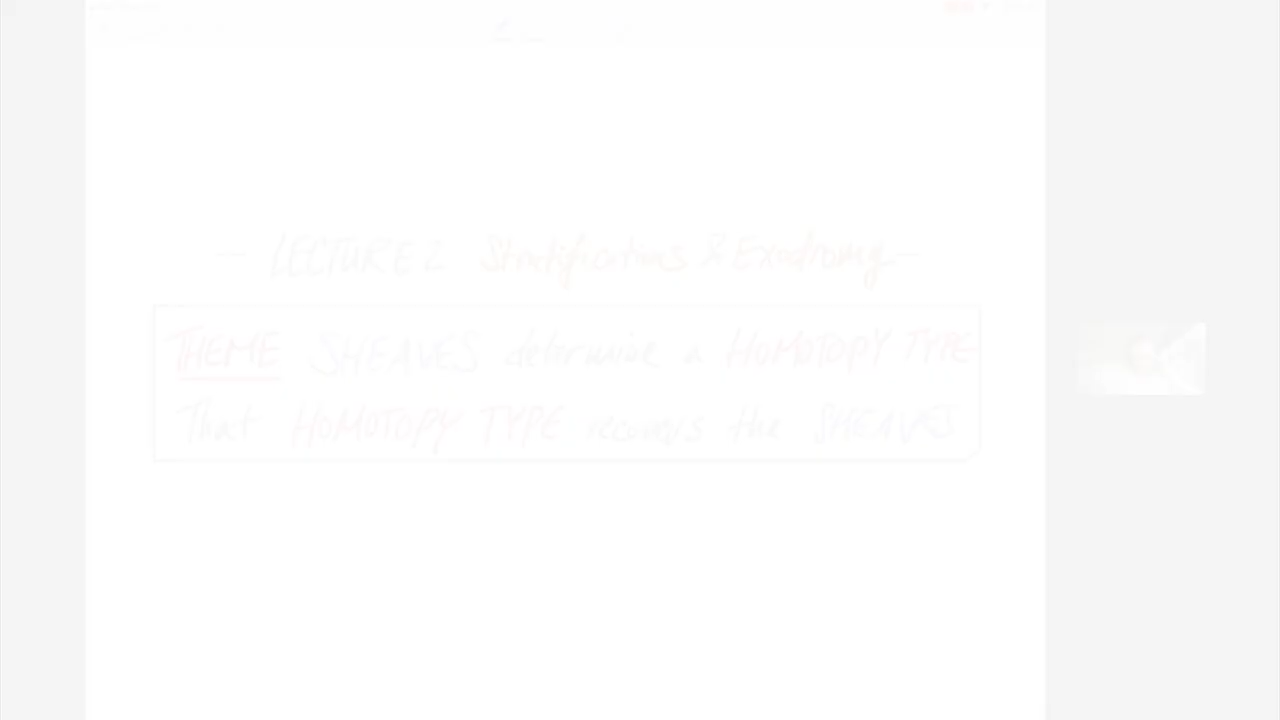 — LECTURE 2 Stratifications & Exodromy —
THEME SHEAVES determine a HOMOTOPY TYPE
That HOMOTOPY TYPE recovers the SHEAVES